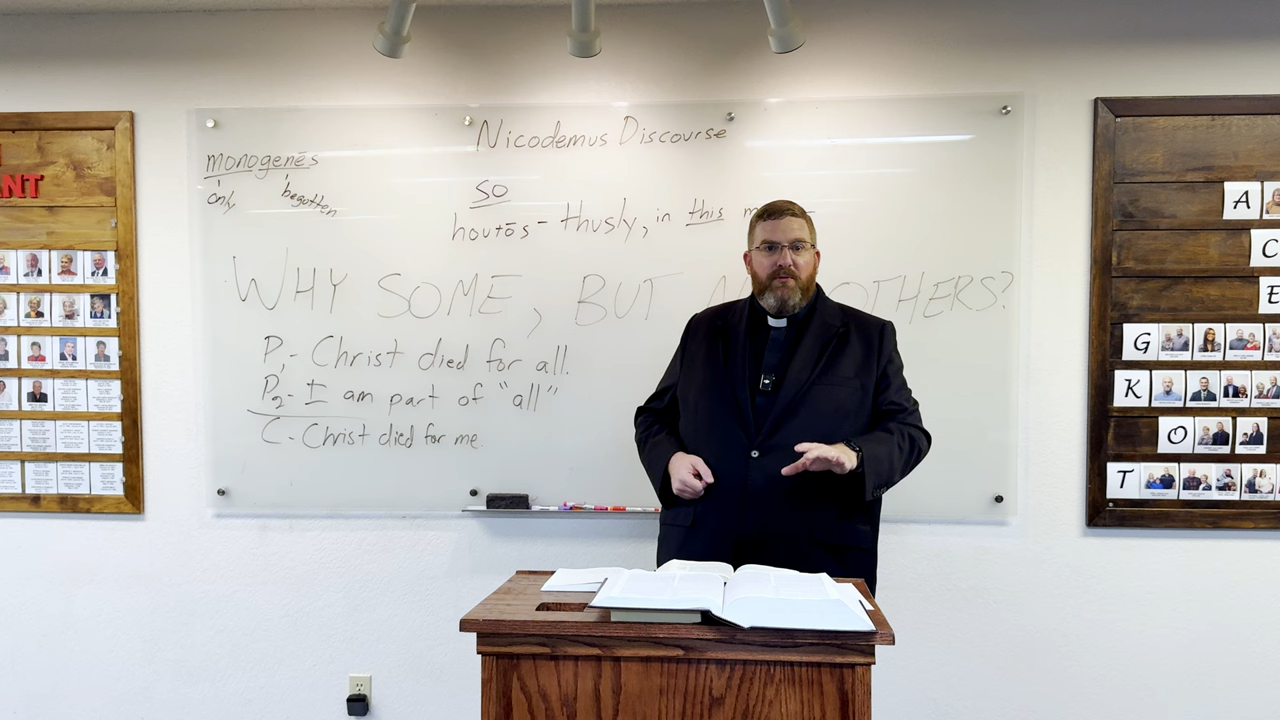 ANT
monogenēs
only
begotten
Nicodemus Discourse
so
houtōs - thusly, in this
WHY SOME, BUT OTHERS?
P1 - Christ died for all.
P2 - I am part of "all"
C - Christ died for me.
A
C
E
G
K
O
T